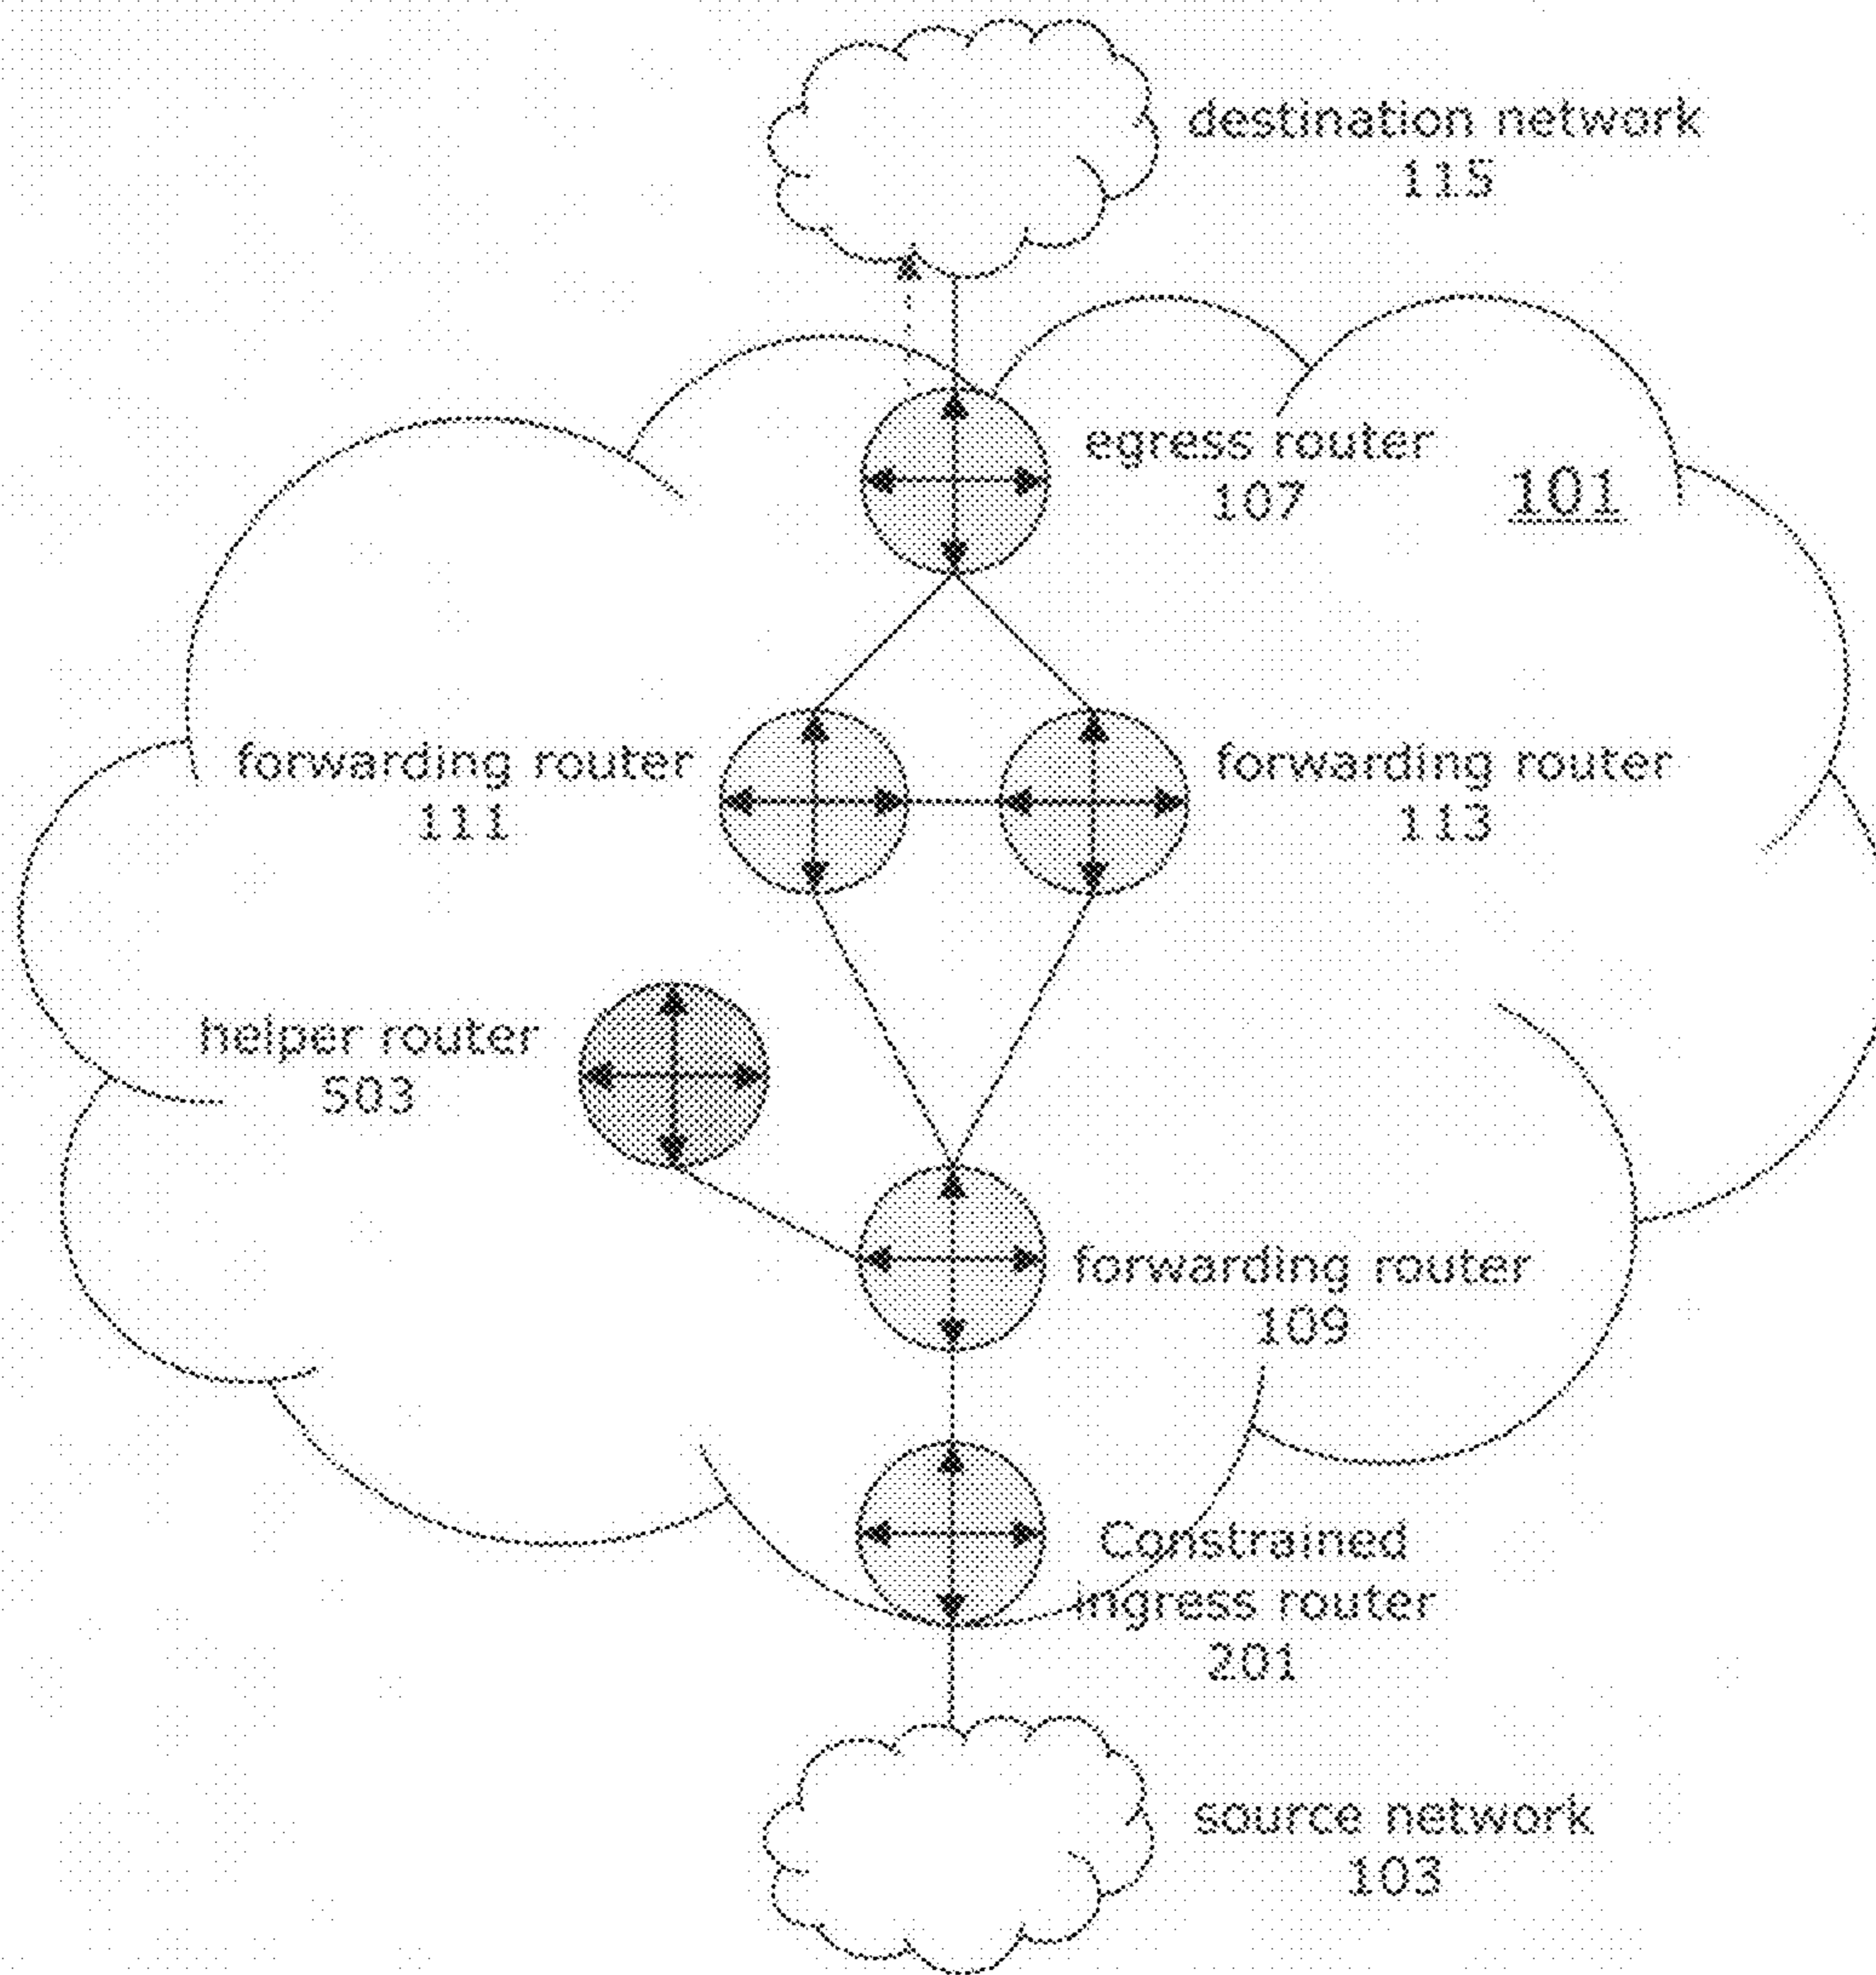 destination network
115
egress router
107
101
forwarding router
111
forwarding router
113
helper router
503
forwarding router
109
Constrained
ingress router
201
source network
103